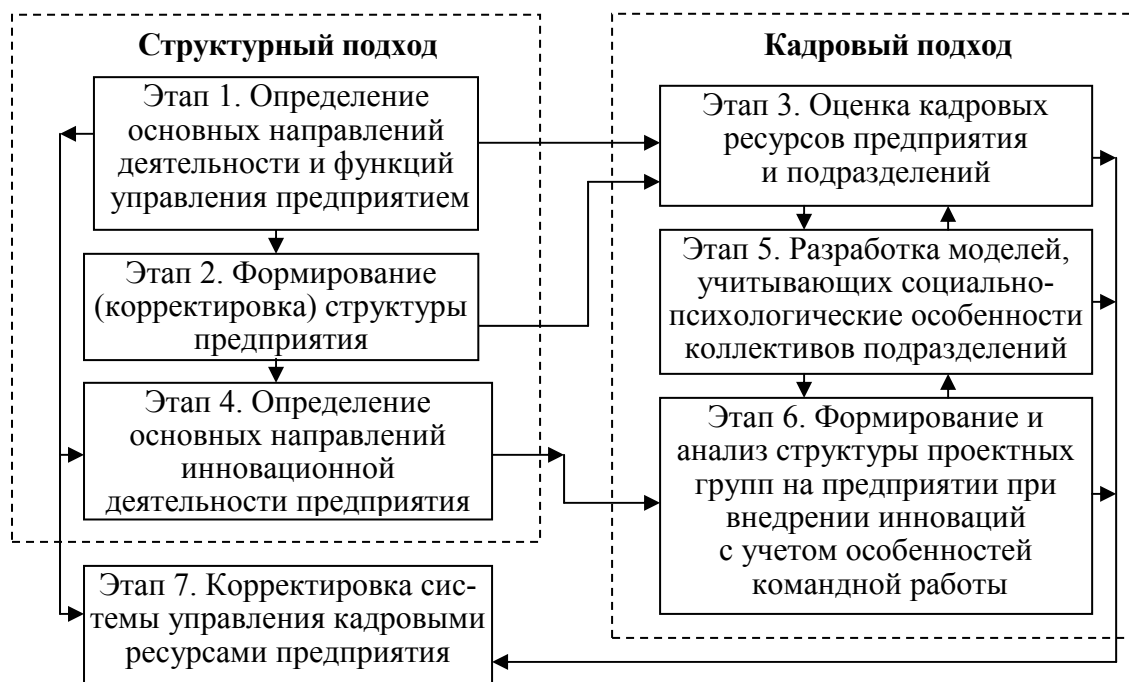 Структурный подход
Этап 1. Определение
основных направлений
деятельности и функций
управления предприятием
Этап 2. Формирование
(корректировка) структуры
предприятия
Этап 4. Определение
основных направлений
инновационной
деятельности предприятия
Этап 7. Корректировка сис-
темы управления кадровыми
ресурсами предприятия
Кадровый подход
Этап 3. Оценка кадровых
ресурсов предприятия
и подразделений
Этап 5. Разработка моделей,
учитывающих социально-
психологические особенности
коллективов подразделений
Этап 6. Формирование и
анализ структуры проектных
групп на предприятии при
внедрении инноваций
с учетом особенностей
командной работы